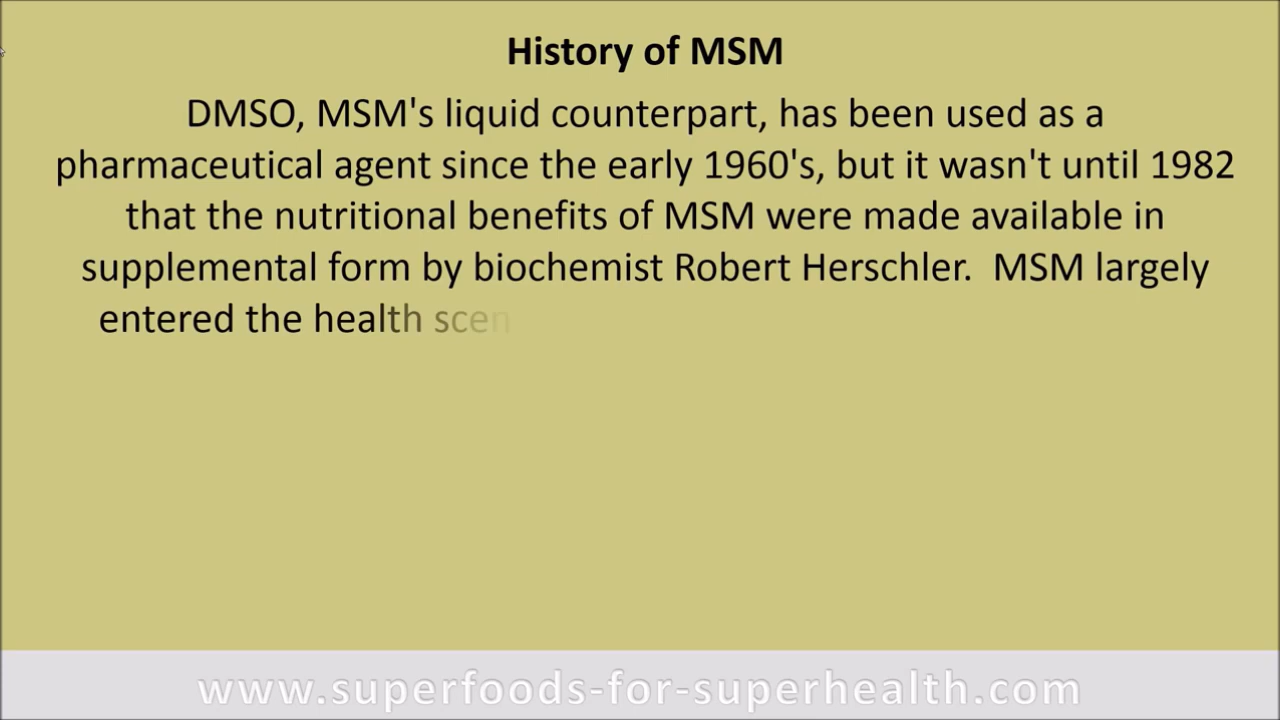 History of MSM
DMSO, MSM's liquid counterpart, has been used as a
pharmaceutical agent since the early 1960's, but it wasn't until 1982
that the nutritional benefits of MSM were made available in
supplemental form by biochemist Robert Herschler.  MSM largely
entered the health scen
www.superfoods-for-superhealth.com